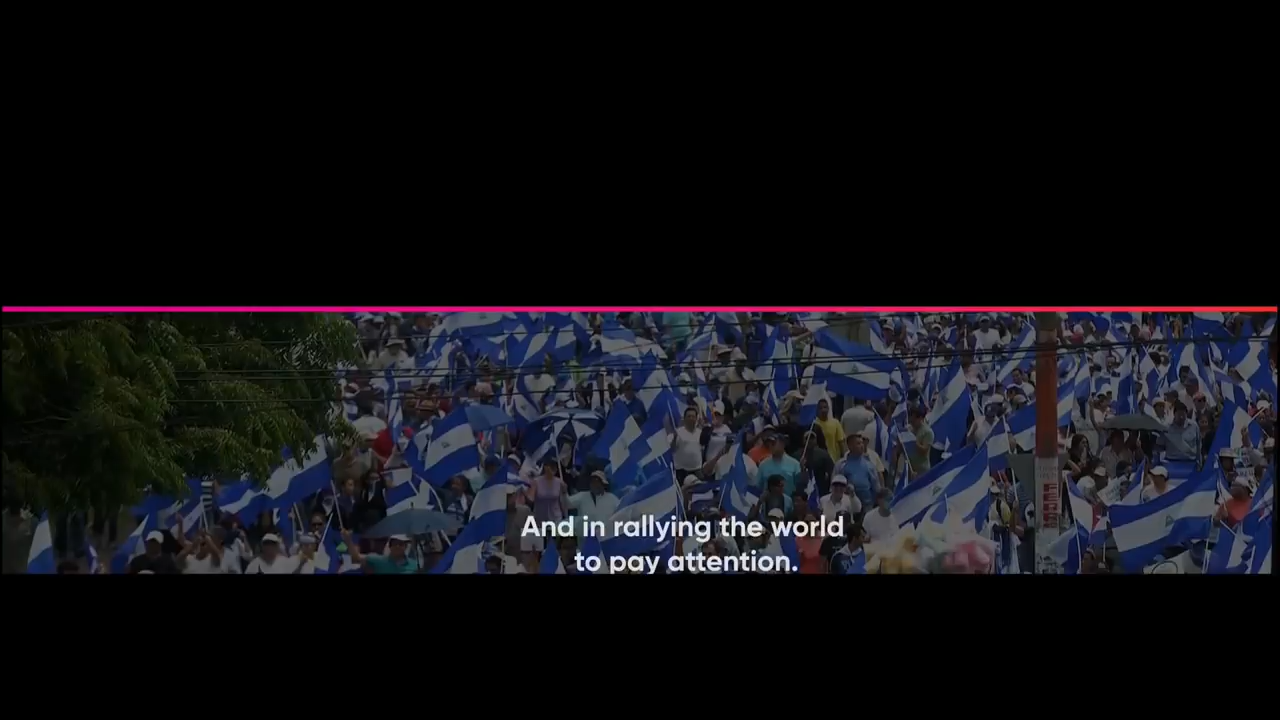 And in rallying the world
to pay attention.